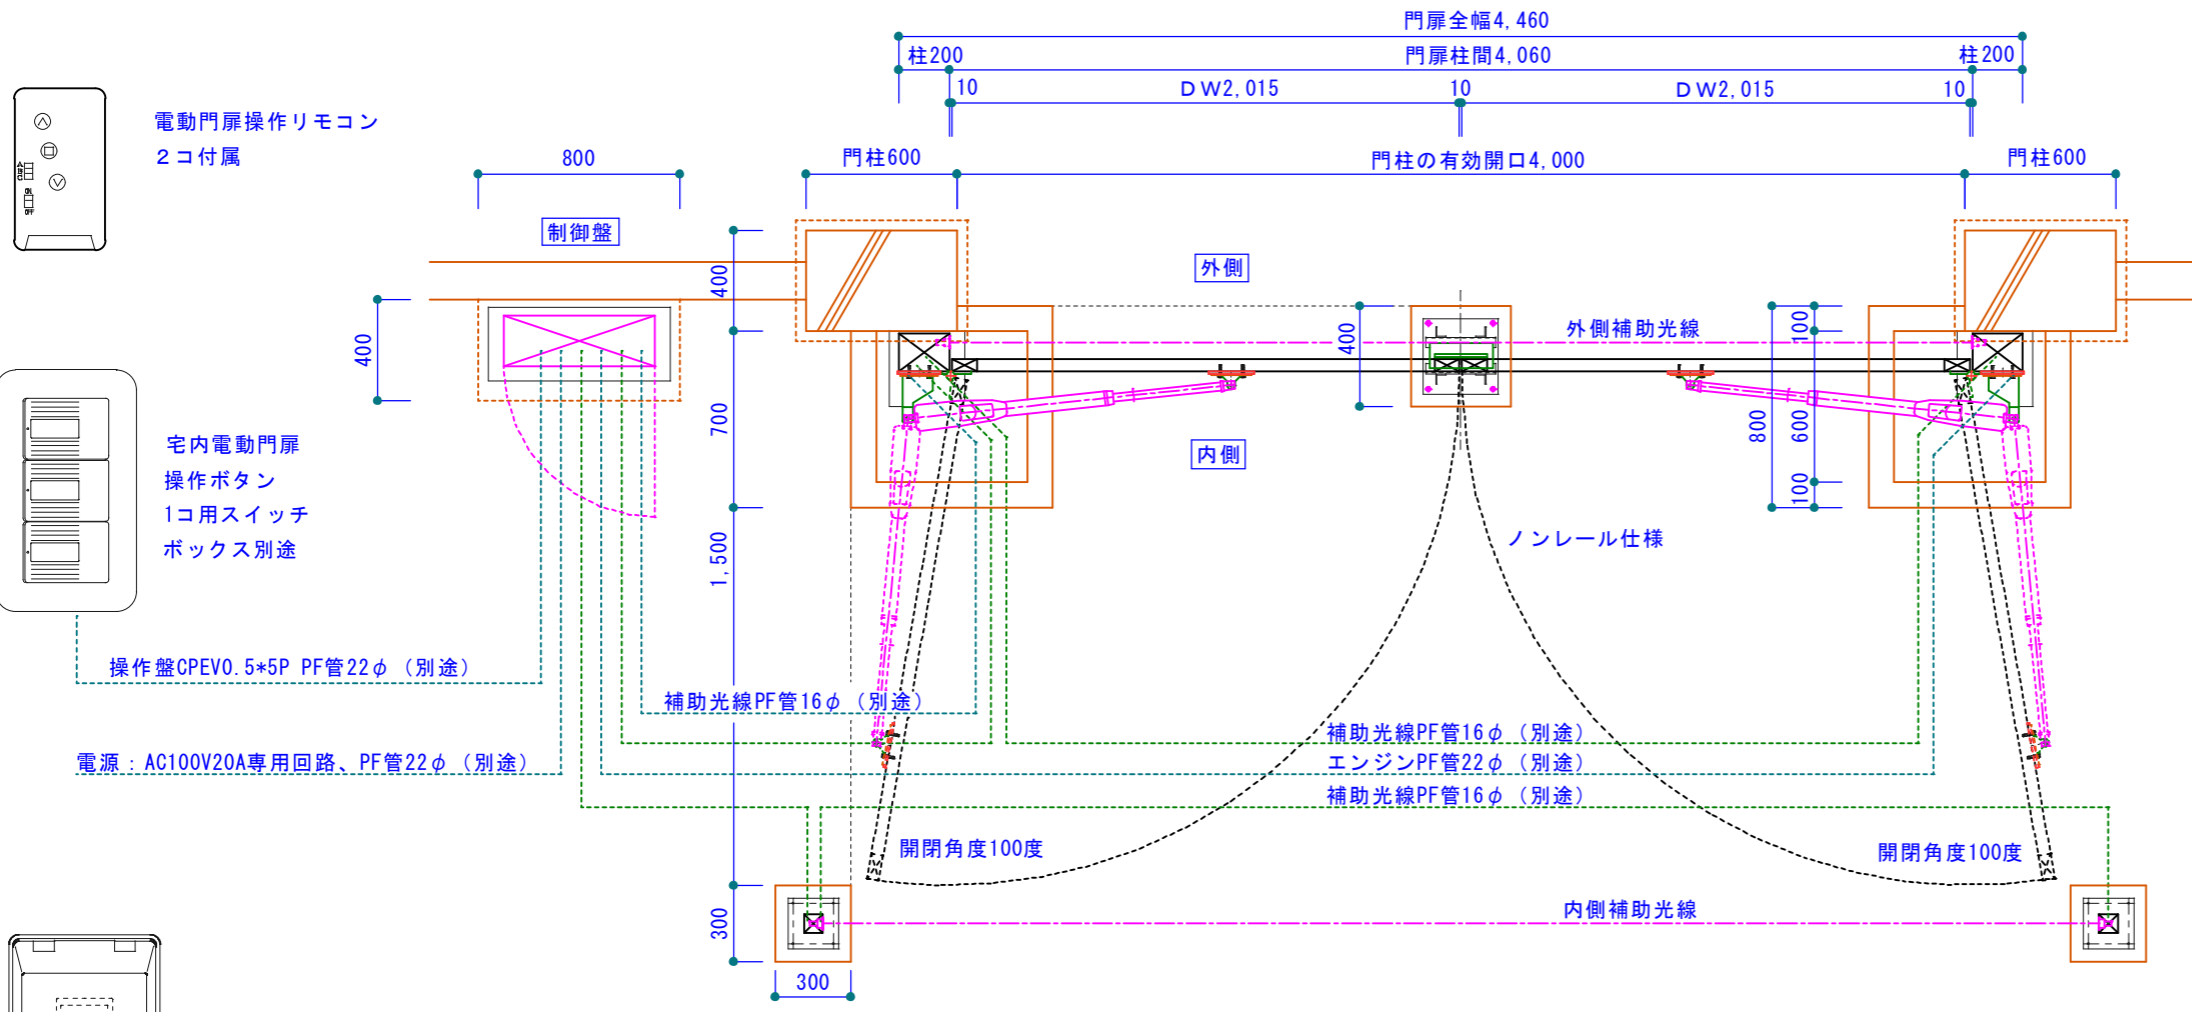 門扉全幅4,460
柱200
門扉柱間4,060
柱200
10
DW2,015
10
DW2,015
10
電動門扉操作リモコン
2コ付属
800
門柱600
門柱の有効開口4,000
門柱600
ON
OFF
制御盤
外側
400
400
400
外側補助光線
100
800
600
100
700
内側
宅内電動門扉
操作ボタン
1コ用スイッチ
ボックス別途
1,500
ノンレール仕様
操作盤CPEV0.5*5P PF管22φ (別途)
補助光線PF管16φ (別途)
補助光線PF管16φ (別途)
電源:AC100V20A専用回路、PF管22φ (別途)
エンジンPF管22φ (別途)
補助光線PF管16φ (別途)
開閉角度100度
開閉角度100度
300
内側補助光線
300